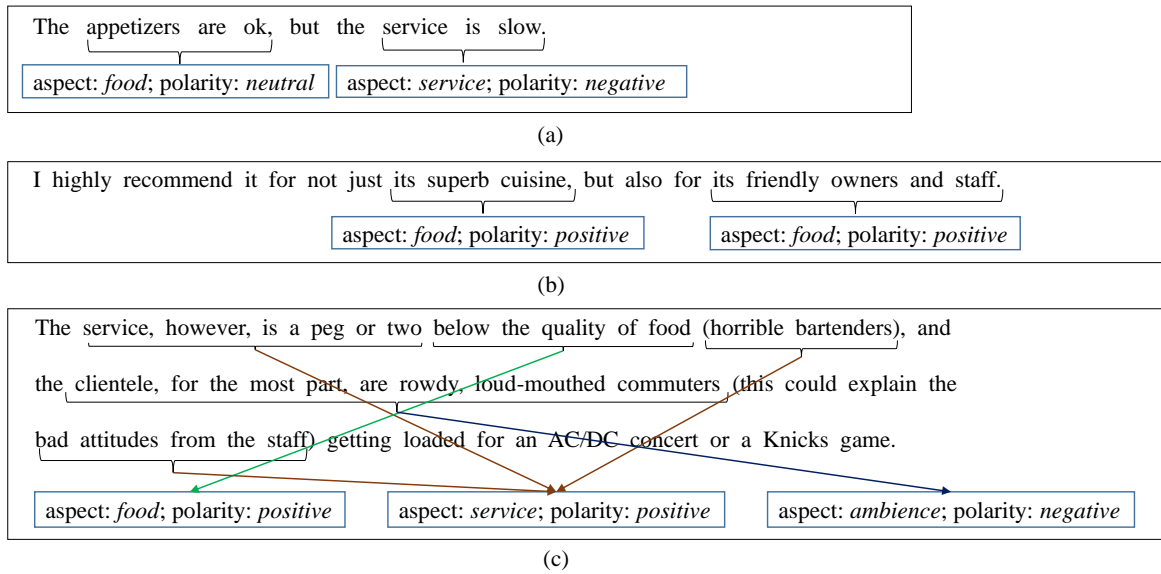 The appetizers are ok, but the service is slow.
aspect: food; polarity: neutral aspect: service; polarity: negative
(a)
I highly recommend it for not just its superb cuisine, but also for its friendly owners and staff.
aspect: food; polarity: positive aspect: food; polarity: positive
(b)
The service, however, is a peg or two below the quality of food (horrible bartenders), and
the clientele, for the most part, are rowdy, loud-mouthed commuters (this could explain the
bad attitudes from the staff) getting loaded for an AC/DC concert or a Knicks game.
aspect: food; polarity: positive aspect: service; polarity: positive aspect: ambience; polarity: negative
(c)